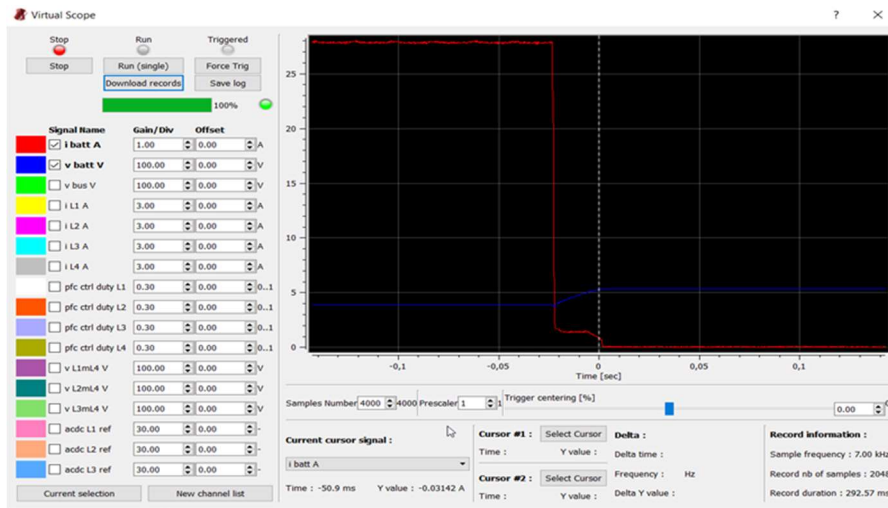 Virtual Scope ? ×
Stop Run Triggered
Stop Run (single) Force Trig
Download records Save log
100%
Signal Name Gain/Div Offset
i batt A 1.00 0.00 A
v batt V 100.00 0.00 V
v bus V 100.00 0.00 V
i L1 A 3.00 0.00 A
i L2 A 3.00 0.00 A
i L3 A 3.00 0.00 A
i L4 A 3.00 0.00 A
pfc ctrl duty L1 0.30 0.00 0..1
pfc ctrl duty L2 0.30 0.00 0..1
pfc ctrl duty L3 0.30 0.00 0..1
pfc ctrl duty L4 0.30 0.00 0..1
v L1mL4 V 100.00 0.00 V
v L2mL4 V 100.00 0.00 V
v L3mL4 V 100.00 0.00 V
acdc L1 ref 30.00 0.00 -
acdc L2 ref 30.00 0.00 -
acdc L3 ref 30.00 0.00 -
Current selection New channel list
25
20
15
10
5
0
-0,1 -0,05 0 0,05 0,1
Time [sec]
Samples Number 4000 4000 Prescaler 1 1 Trigger centering [%] 0.00
Current cursor signal :
i batt A
Time : -50.9 ms Y value : -0.03142 A
Cursor #1 : Select Cursor
Time : Y value :
Cursor #2 : Select Cursor
Time : Y value :
Delta :
Delta time :
Frequency : Hz
Delta Y value :
Record information :
Sample frequency : 7.00 kHz
Record nb of samples : 2048
Record duration : 292.57 ms